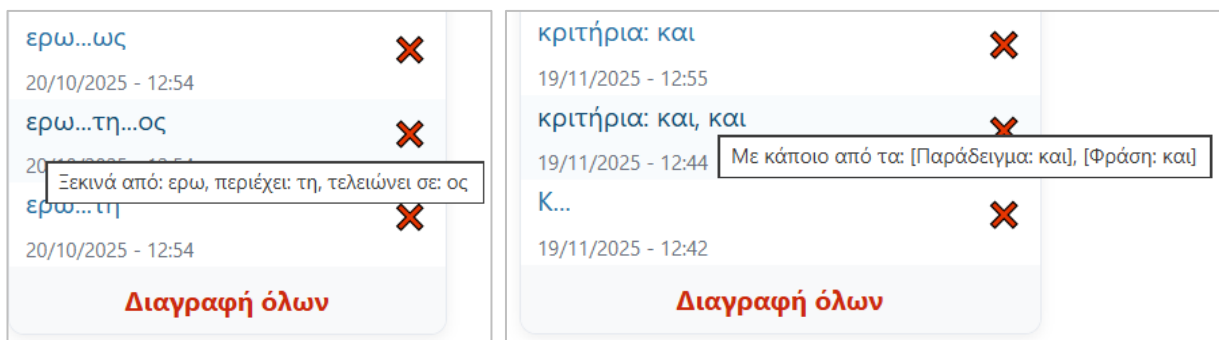 ερω...ως
20/10/2025 - 12:54
ερω...τη...ος
Ξεκινά από: ερω, περιέχει: τη, τελειώνει σε: ος
ερω...τη
20/10/2025 - 12:54
Διαγραφή όλων
κριτήρια: και
19/11/2025 - 12:55
κριτήρια: και, και
19/11/2025 - 12:44
Με κάποιο από τα: [Παράδειγμα: και], [Φράση: και]
Κ...
19/11/2025 - 12:42
Διαγραφή όλων